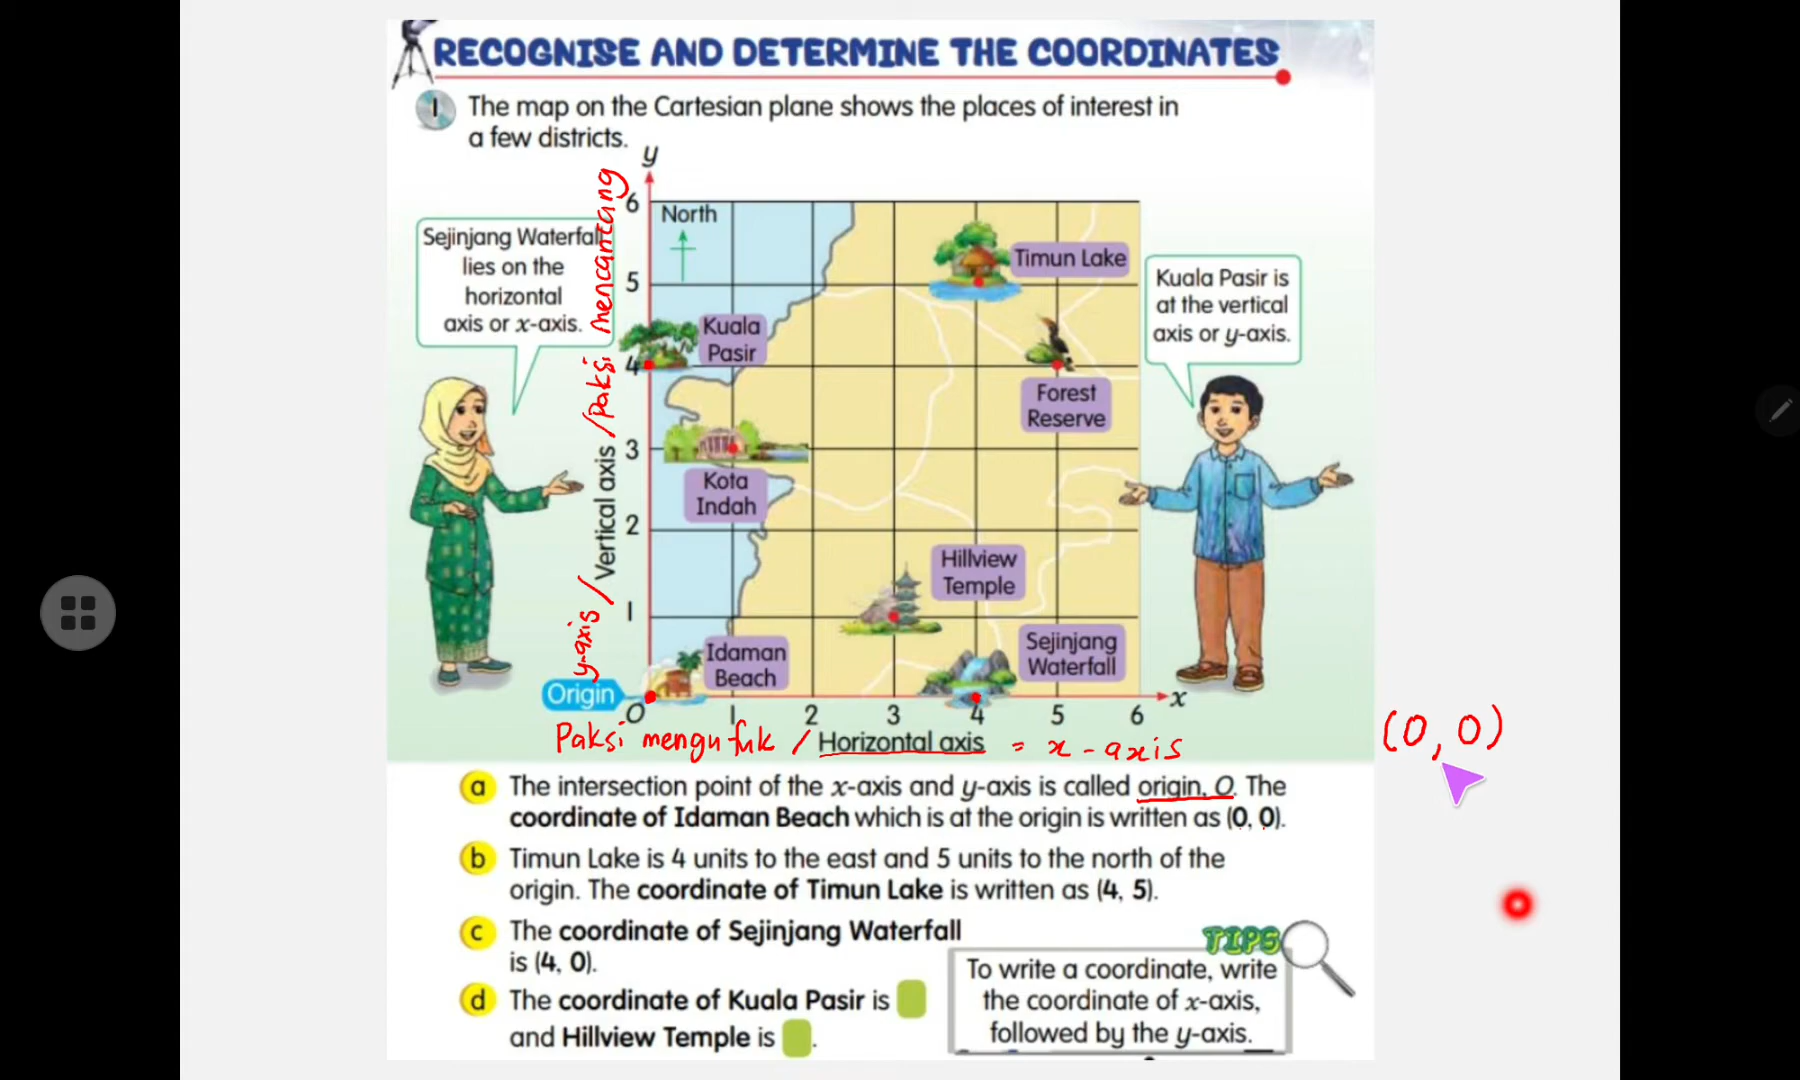 RECOGNISE AND DETERMINE THE COORDINATES
1 The map on the Cartesian plane shows the places of interest in
a few districts.
y
6
North
5
4
3
2
1
Sejinjang Waterfall
lies on the
horizontal
axis or x-axis.
y-axis / Vertical axis / paksi mencancang
Timun Lake
Kuala
Pasir
Forest
Reserve
Kota
Indah
Hillview
Temple
Idaman
Beach
Sejinjang
Waterfall
Kuala Pasir is
at the vertical
axis or y-axis.
Origin
O 1 2 3 4 5 6 x
Paksi mengufuk / Horizontal axis = x-axis
(0,0)
a The intersection point of the x-axis and y-axis is called origin, O. The
coordinate of Idaman Beach which is at the origin is written as (0, 0).
b Timun Lake is 4 units to the east and 5 units to the north of the
origin. The coordinate of Timun Lake is written as (4, 5).
c The coordinate of Sejinjang Waterfall
is (4, 0).
d The coordinate of Kuala Pasir is
and Hillview Temple is .
TIPS
To write a coordinate, write
the coordinate of x-axis,
followed by the y-axis.